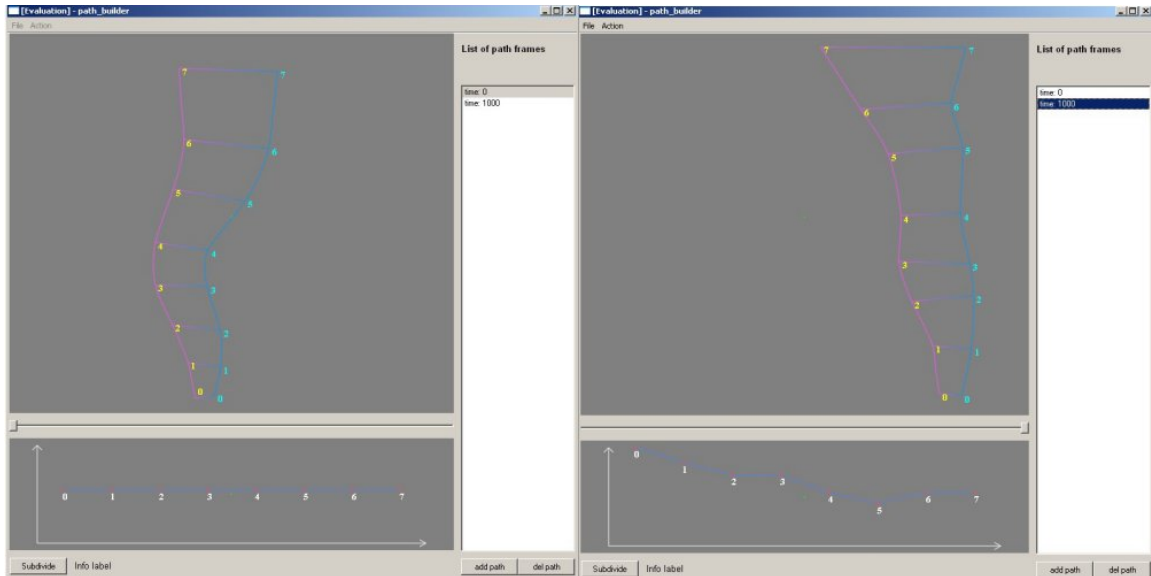 [Evaluation] - path_builder
File Action
List of path frames
time: 0
time: 1000
7 7
6 6
5 5
4 4
3 3
2 2
1 1
0 0
0 1 2 3 4 5 6 7
Subdivide Info label add path del path
[Evaluation] - path_builder
File Action
List of path frames
time: 0
time: 1000
7 7
6 6
5 5
4 4
3 3
2 2
1 1
0 0
0 1 2 3 4 5 6 7
Subdivide Info label add path del path